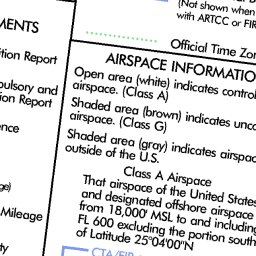 (Not shown when
with ARTCC or FIR
Official Time Zon
MENTS
ition Report
pulsory and
tion Report
ence
ge)
Mileage
ty
AIRSPACE INFORMATIO
Open area (white) indicates control
airspace. (Class A)
Shaded area (brown) indicates unco
airspace. (Class G)
Shaded area (gray) indicates airspac
outside of the U.S.
Class A Airspace
That airspace of the United States
and designated offshore airspace
from 18,000' MSL to and including
FL 600 excluding the portion south
of Latitude 25°04'00"N
CTA/FIR